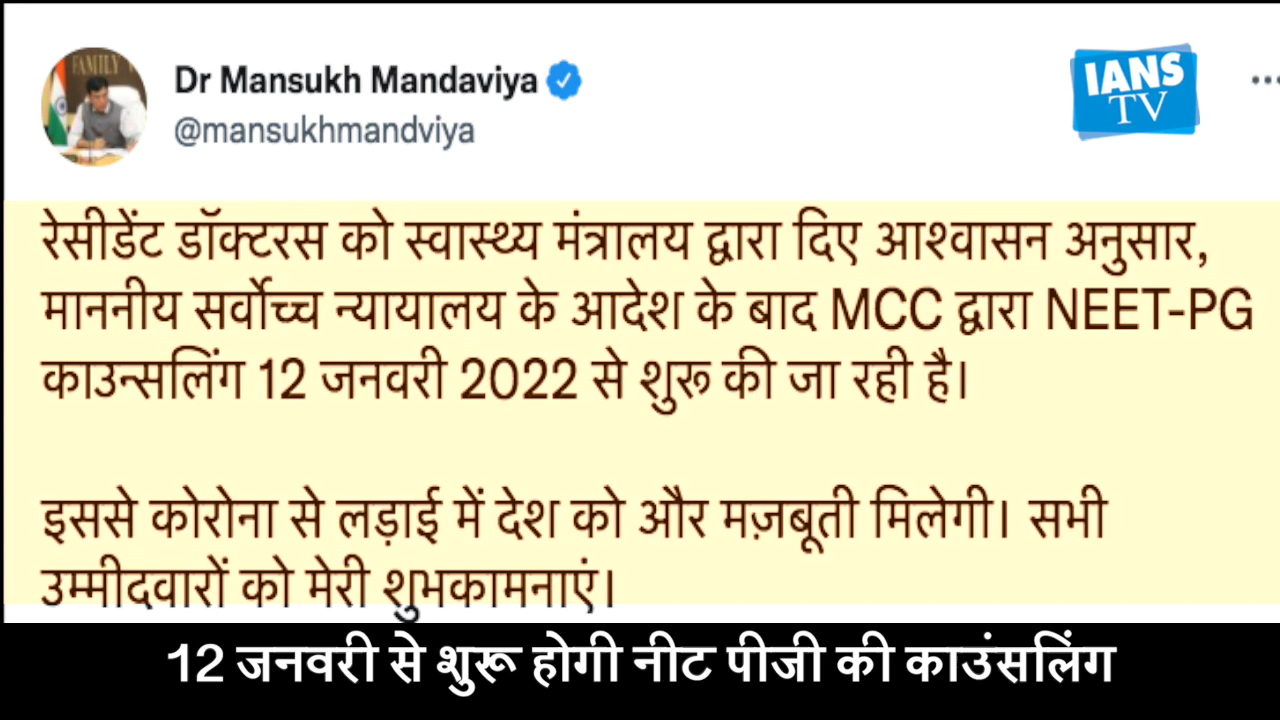 Dr Mansukh Mandaviya
@mansukhmandviya
IANS
TV
रेसीडेंट डॉक्टरस को स्वास्थ्य मंत्रालय द्वारा दिए आश्वासन अनुसार,
माननीय सर्वोच्च न्यायालय के आदेश के बाद MCC द्वारा NEET-PG
काउन्सलिंग 12 जनवरी 2022 से शुरू की जा रही है।
इससे कोरोना से लड़ाई में देश को और मज़बूती मिलेगी। सभी
उम्मीदवारों को मेरी शुभकामनाएं।
12 जनवरी से शुरू होगी नीट पीजी की काउंसलिंग